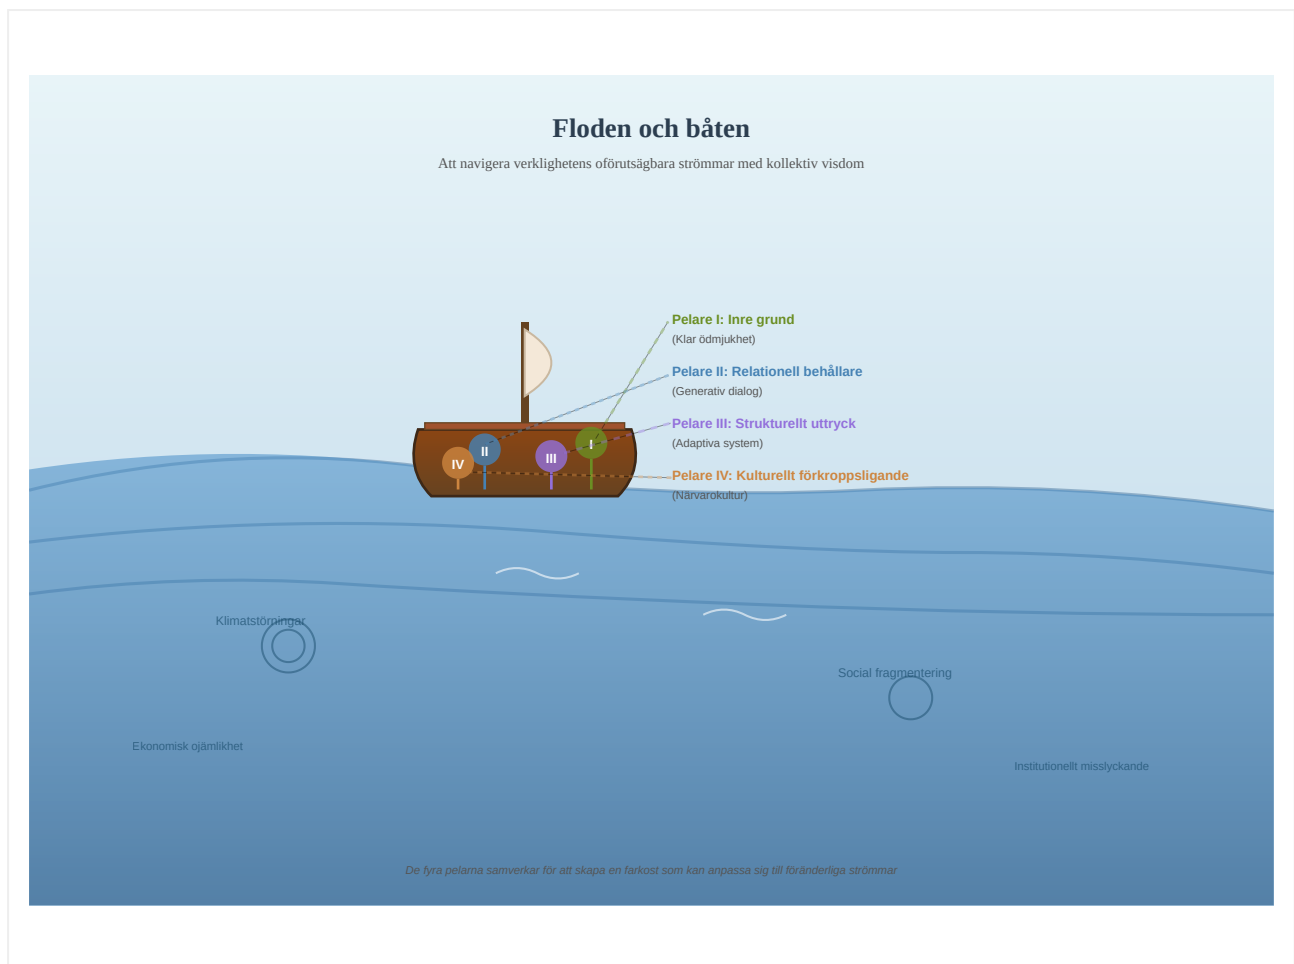 Floden och båten
Att navigera verklighetens oförutsägbara strömmar med kollektiv visdom
Pelare I: Inre grund
(Klar ödmjukhet)
Pelare II: Relationell behållare
(Generativ dialog)
Pelare III: Strukturellt uttryck
(Adaptiva system)
Pelare IV: Kulturellt förkroppsligande
(Närvarokultur)
I
II
III
IV
Klimatstörningar
Social fragmentering
Ekonomisk ojämlikhet
Institutionellt misslyckande
De fyra pelarna samverkar för att skapa en farkost som kan anpassa sig till föränderliga strömmar